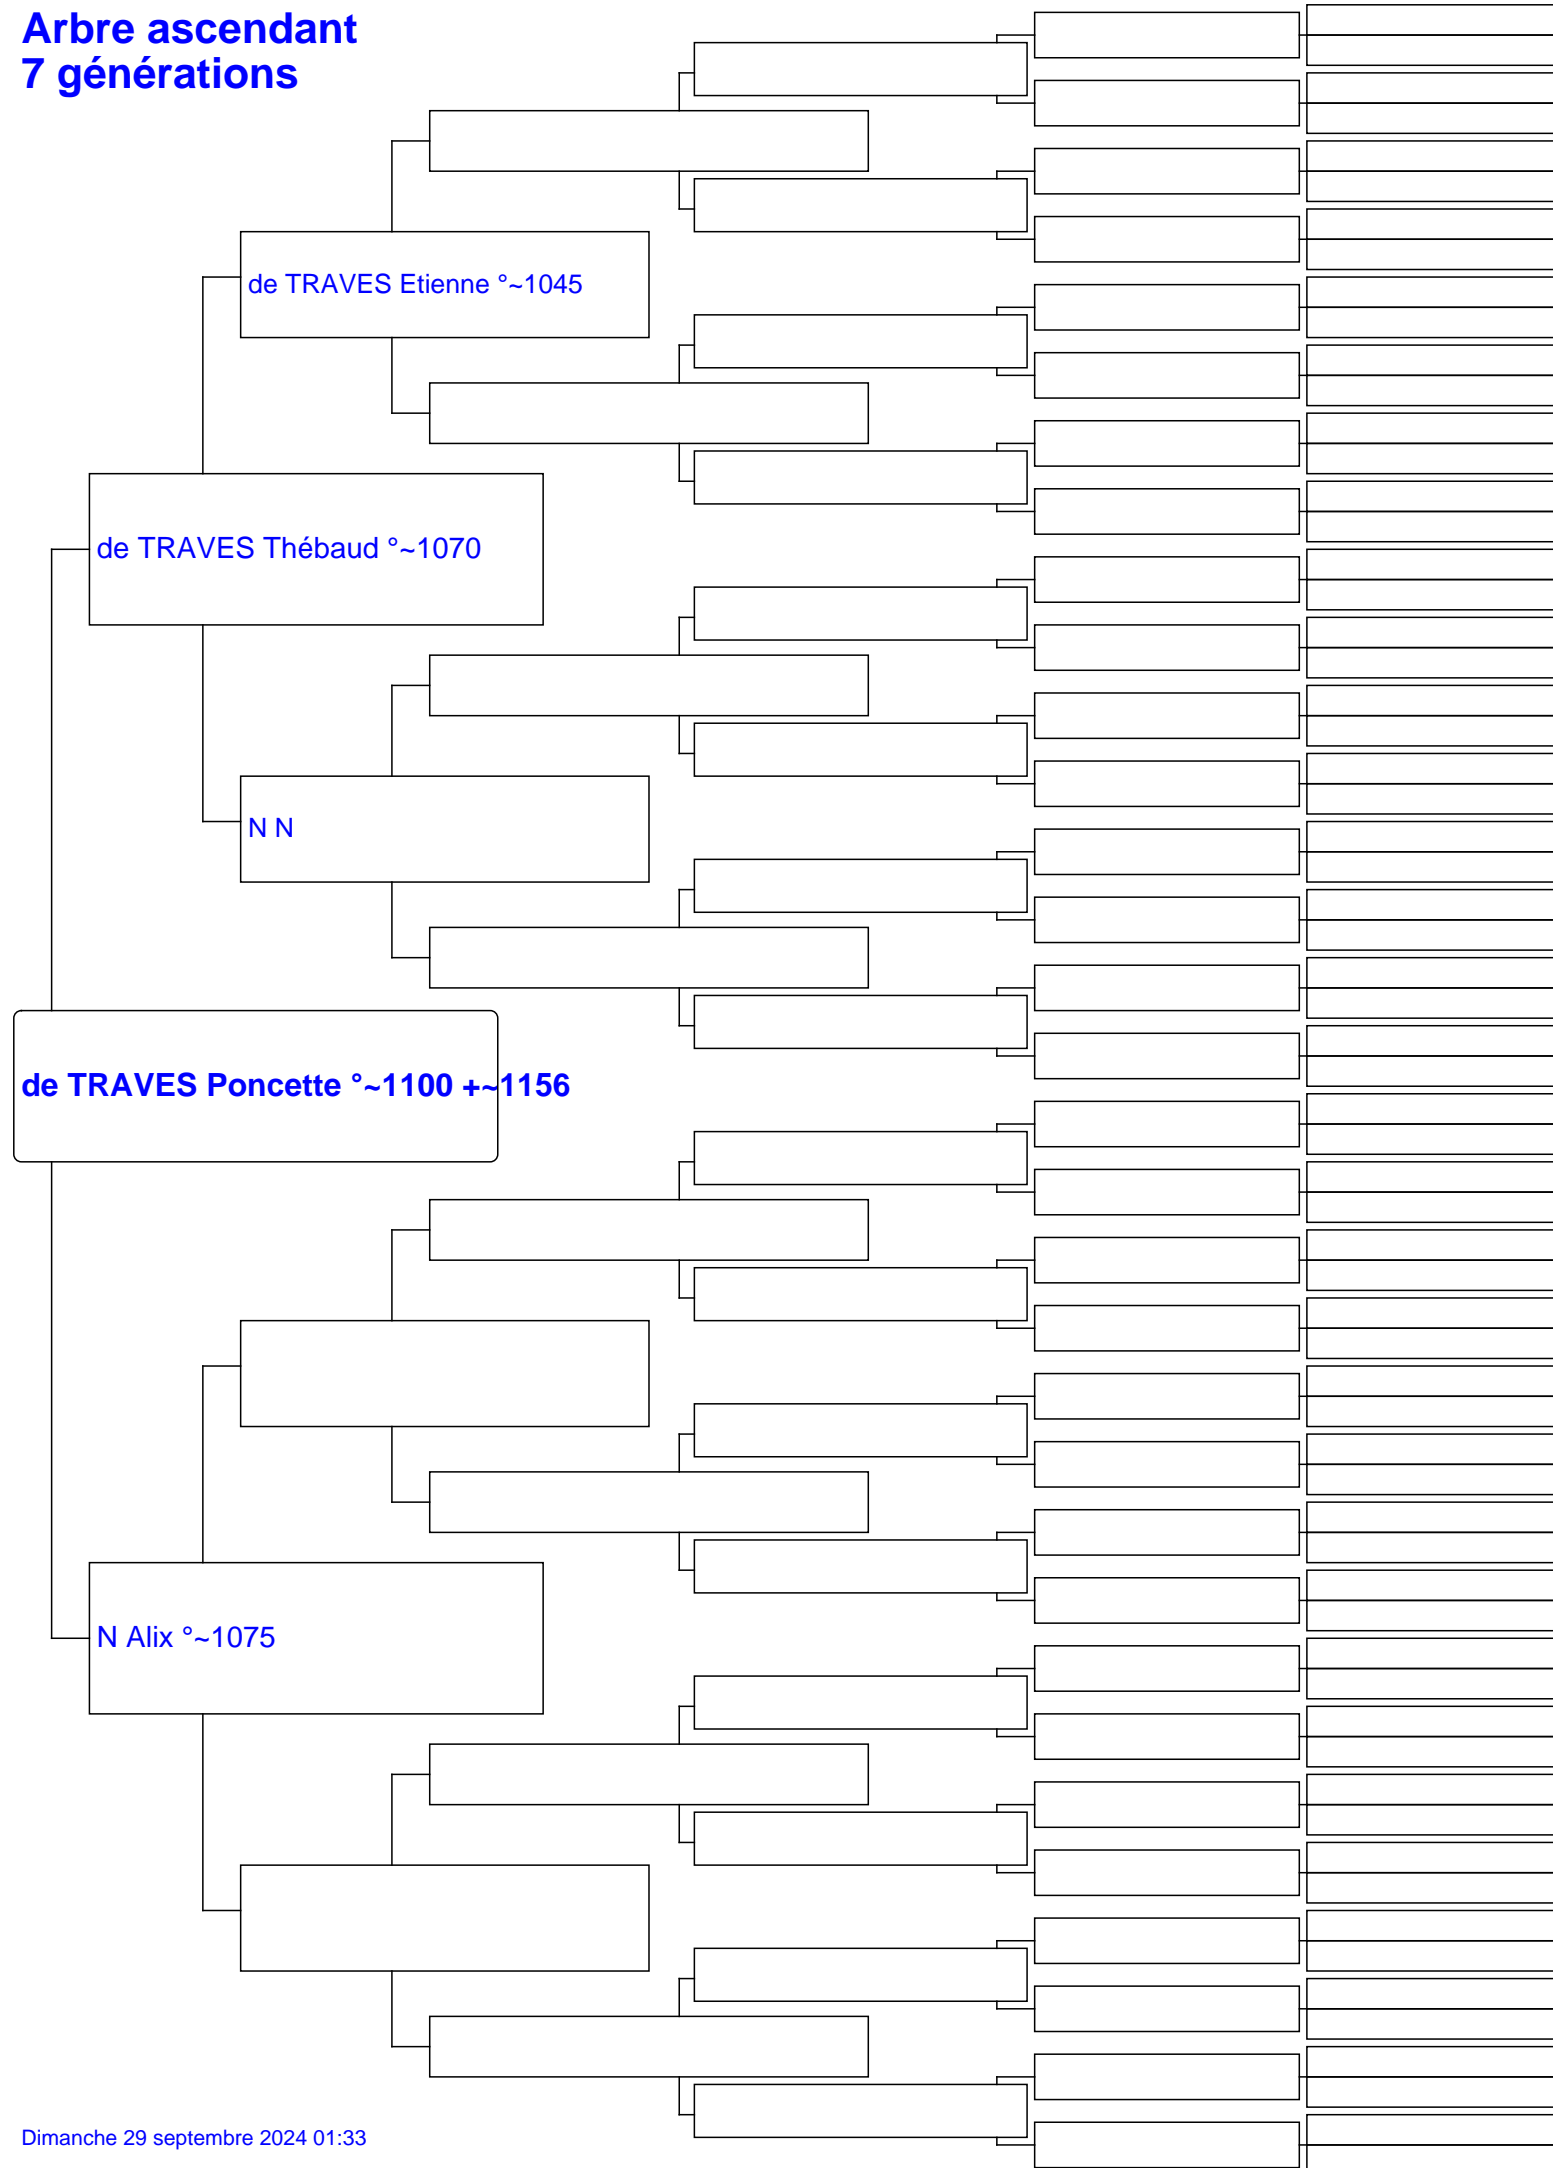 Arbre ascendant
7 générations
de TRAVES Etienne °~1045
de TRAVES Thébaud °~1070
N N
de TRAVES Poncette °~1100 +~1156
N Alix °~1075
Dimanche 29 septembre 2024 01:33